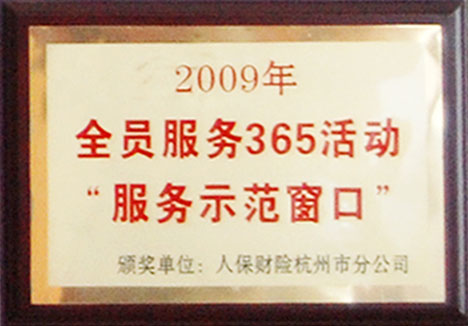 2009年
全员服务365活动
“服务示范窗口”
颁奖单位：人保财险杭州市分公司